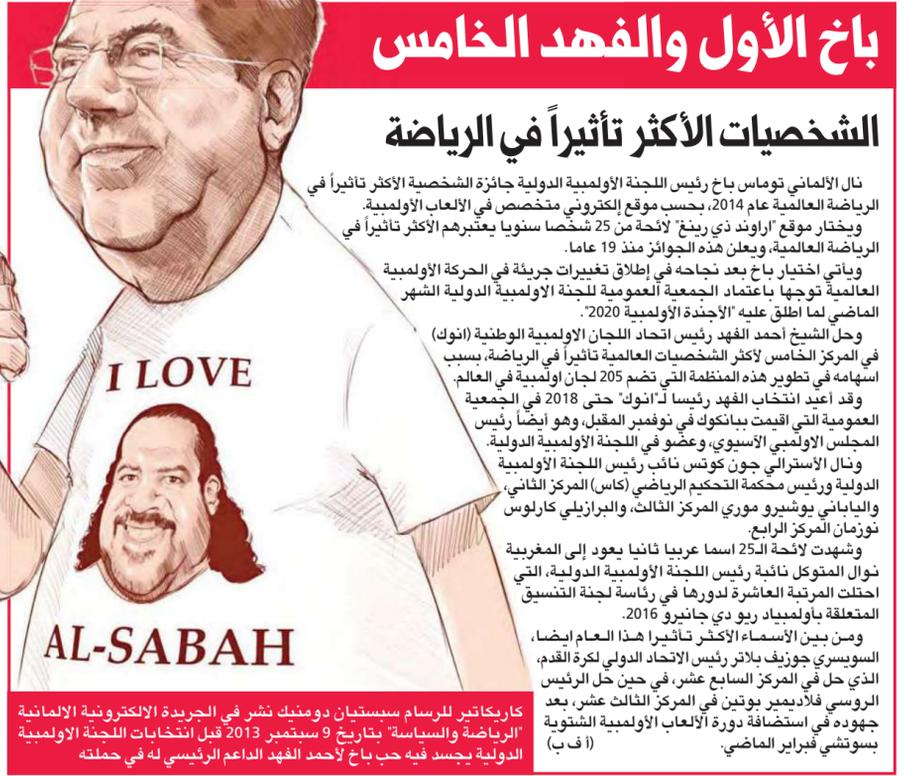 باخ الأول والفهد الخامس
الشخصيات الأكثر تأثيراً في الرياضة
نال الألماني توماس باخ رئيس اللجنة الأولمبية الدولية جائزة الشخصية الأكثر تأثيراً في
الرياضة العالمية عام 2014، بحسب موقع إلكتروني متخصص في الألعاب الأولمبية.
ويختار موقع "اراوند ذي رينغ" لائحة من 25 شخصا سنويا يعتبرهم الأكثر تأثيراً في
الرياضة العالمية، ويعلن هذه الجوائز منذ 19 عاما.
ويأتي اختيار باخ بعد نجاحه في إطلاق تغييرات جريئة في الحركة الأولمبية
العالمية توجها باعتماد الجمعية العمومية للجنة الاولمبية الدولية الشهر
الماضي لما اطلق عليه "الأجندة الأولمبية 2020".
وحل الشيخ أحمد الفهد رئيس اتحاد اللجان الاولمبية الوطنية (انوك)
في المركز الخامس لأكثر الشخصيات العالمية تأثيراً في الرياضة، بسبب
اسهامه في تطوير هذه المنظمة التي تضم 205 لجان اولمبية في العالم.
وقد أعيد انتخاب الفهد رئيسا لـ"انوك" حتى 2018 في الجمعية
العمومية التي اقيمت ببانكوك في نوفمبر المقبل، وهو أيضاً رئيس
المجلس الاولمبي الآسيوي، وعضو في اللجنة الأولمبية الدولية.
ونال الأسترالي جون كوتس نائب رئيس اللجنة الأولمبية
الدولية ورئيس محكمة التحكيم الرياضي (كاس) المركز الثاني،
والياباني يوشيرو موري المركز الثالث، والبرازيلي كارلوس
نوزمان المركز الرابع.
وشهدت لائحة الـ25 اسما عربيا ثانيا يعود إلى المغربية
نوال المتوكل نائبة رئيس اللجنة الأولمبية الدولية، التي
احتلت المرتبة العاشرة لدورها في رئاسة لجنة التنسيق
المتعلقة بأولمبياد ريو دي جانيرو 2016.
ومن بين الأسماء الأكثر تأثيرا هذا العام ايضا،
السويسري جوزيف بلاتر رئيس الاتحاد الدولي لكرة القدم،
الذي حل في المركز السابع عشر، في حين حل الرئيس
الروسي فلاديمير بوتين في المركز الثالث عشر، بعد
جهوده في استضافة دورة الألعاب الأولمبية الشتوية
بسوتشي فبراير الماضي. (أ ف ب)
I LOVE
AL-SABAH
كاريكاتير للرسام سبستيان دومنيك نشر في الجريدة الالكترونية الالمانية
"الرياضة والسياسة" بتاريخ 9 سبتمبر 2013 قبل انتخابات اللجنة الاولمبية
الدولية يجسد فيه حب باخ لأحمد الفهد الداعم الرئيسي له في حملته